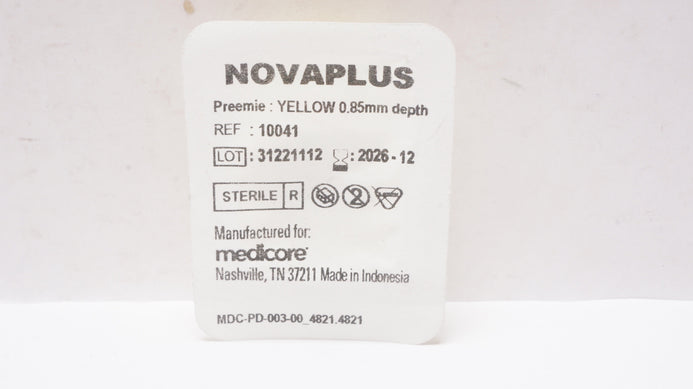 NOVAPLUS
Preemie : YELLOW 0.85mm depth
REF : 10041
LOT : 31221112 : 2026-12
STERILE R 2
Manufactured for:
medicore
Nashville, TN 37211 Made in Indonesia
MDC-PD-003-00_4821.4821